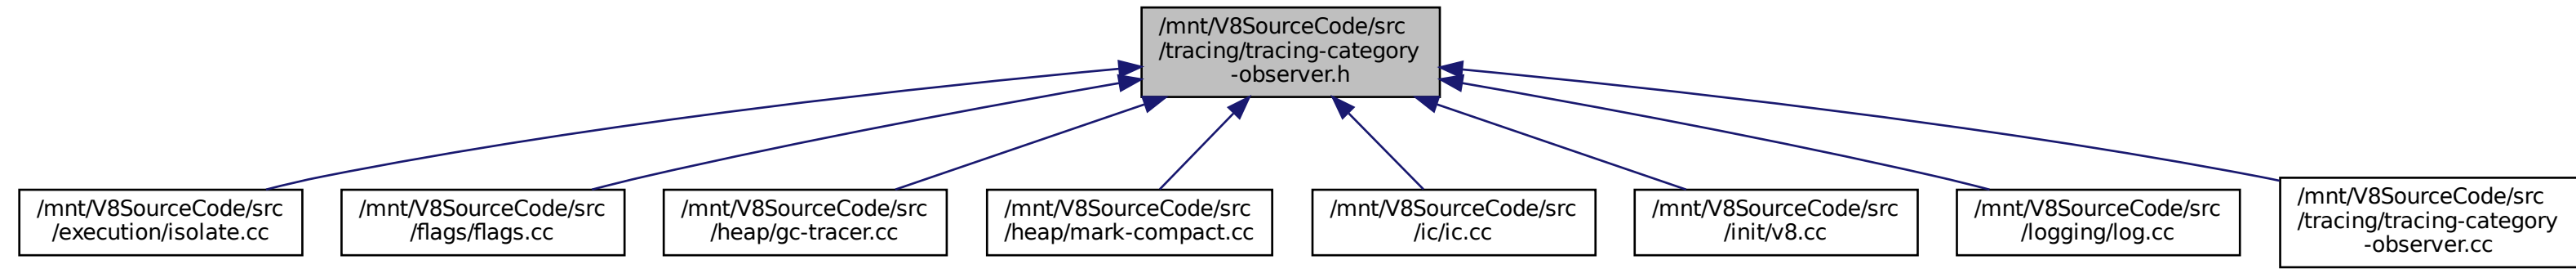 /mnt/V8SourceCode/src
/tracing/tracing-category
-observer.h
/mnt/V8SourceCode/src
/execution/isolate.cc
/mnt/V8SourceCode/src
/flags/flags.cc
/mnt/V8SourceCode/src
/heap/gc-tracer.cc
/mnt/V8SourceCode/src
/heap/mark-compact.cc
/mnt/V8SourceCode/src
/ic/ic.cc
/mnt/V8SourceCode/src
/init/v8.cc
/mnt/V8SourceCode/src
/logging/log.cc
/mnt/V8SourceCode/src
/tracing/tracing-category
-observer.cc